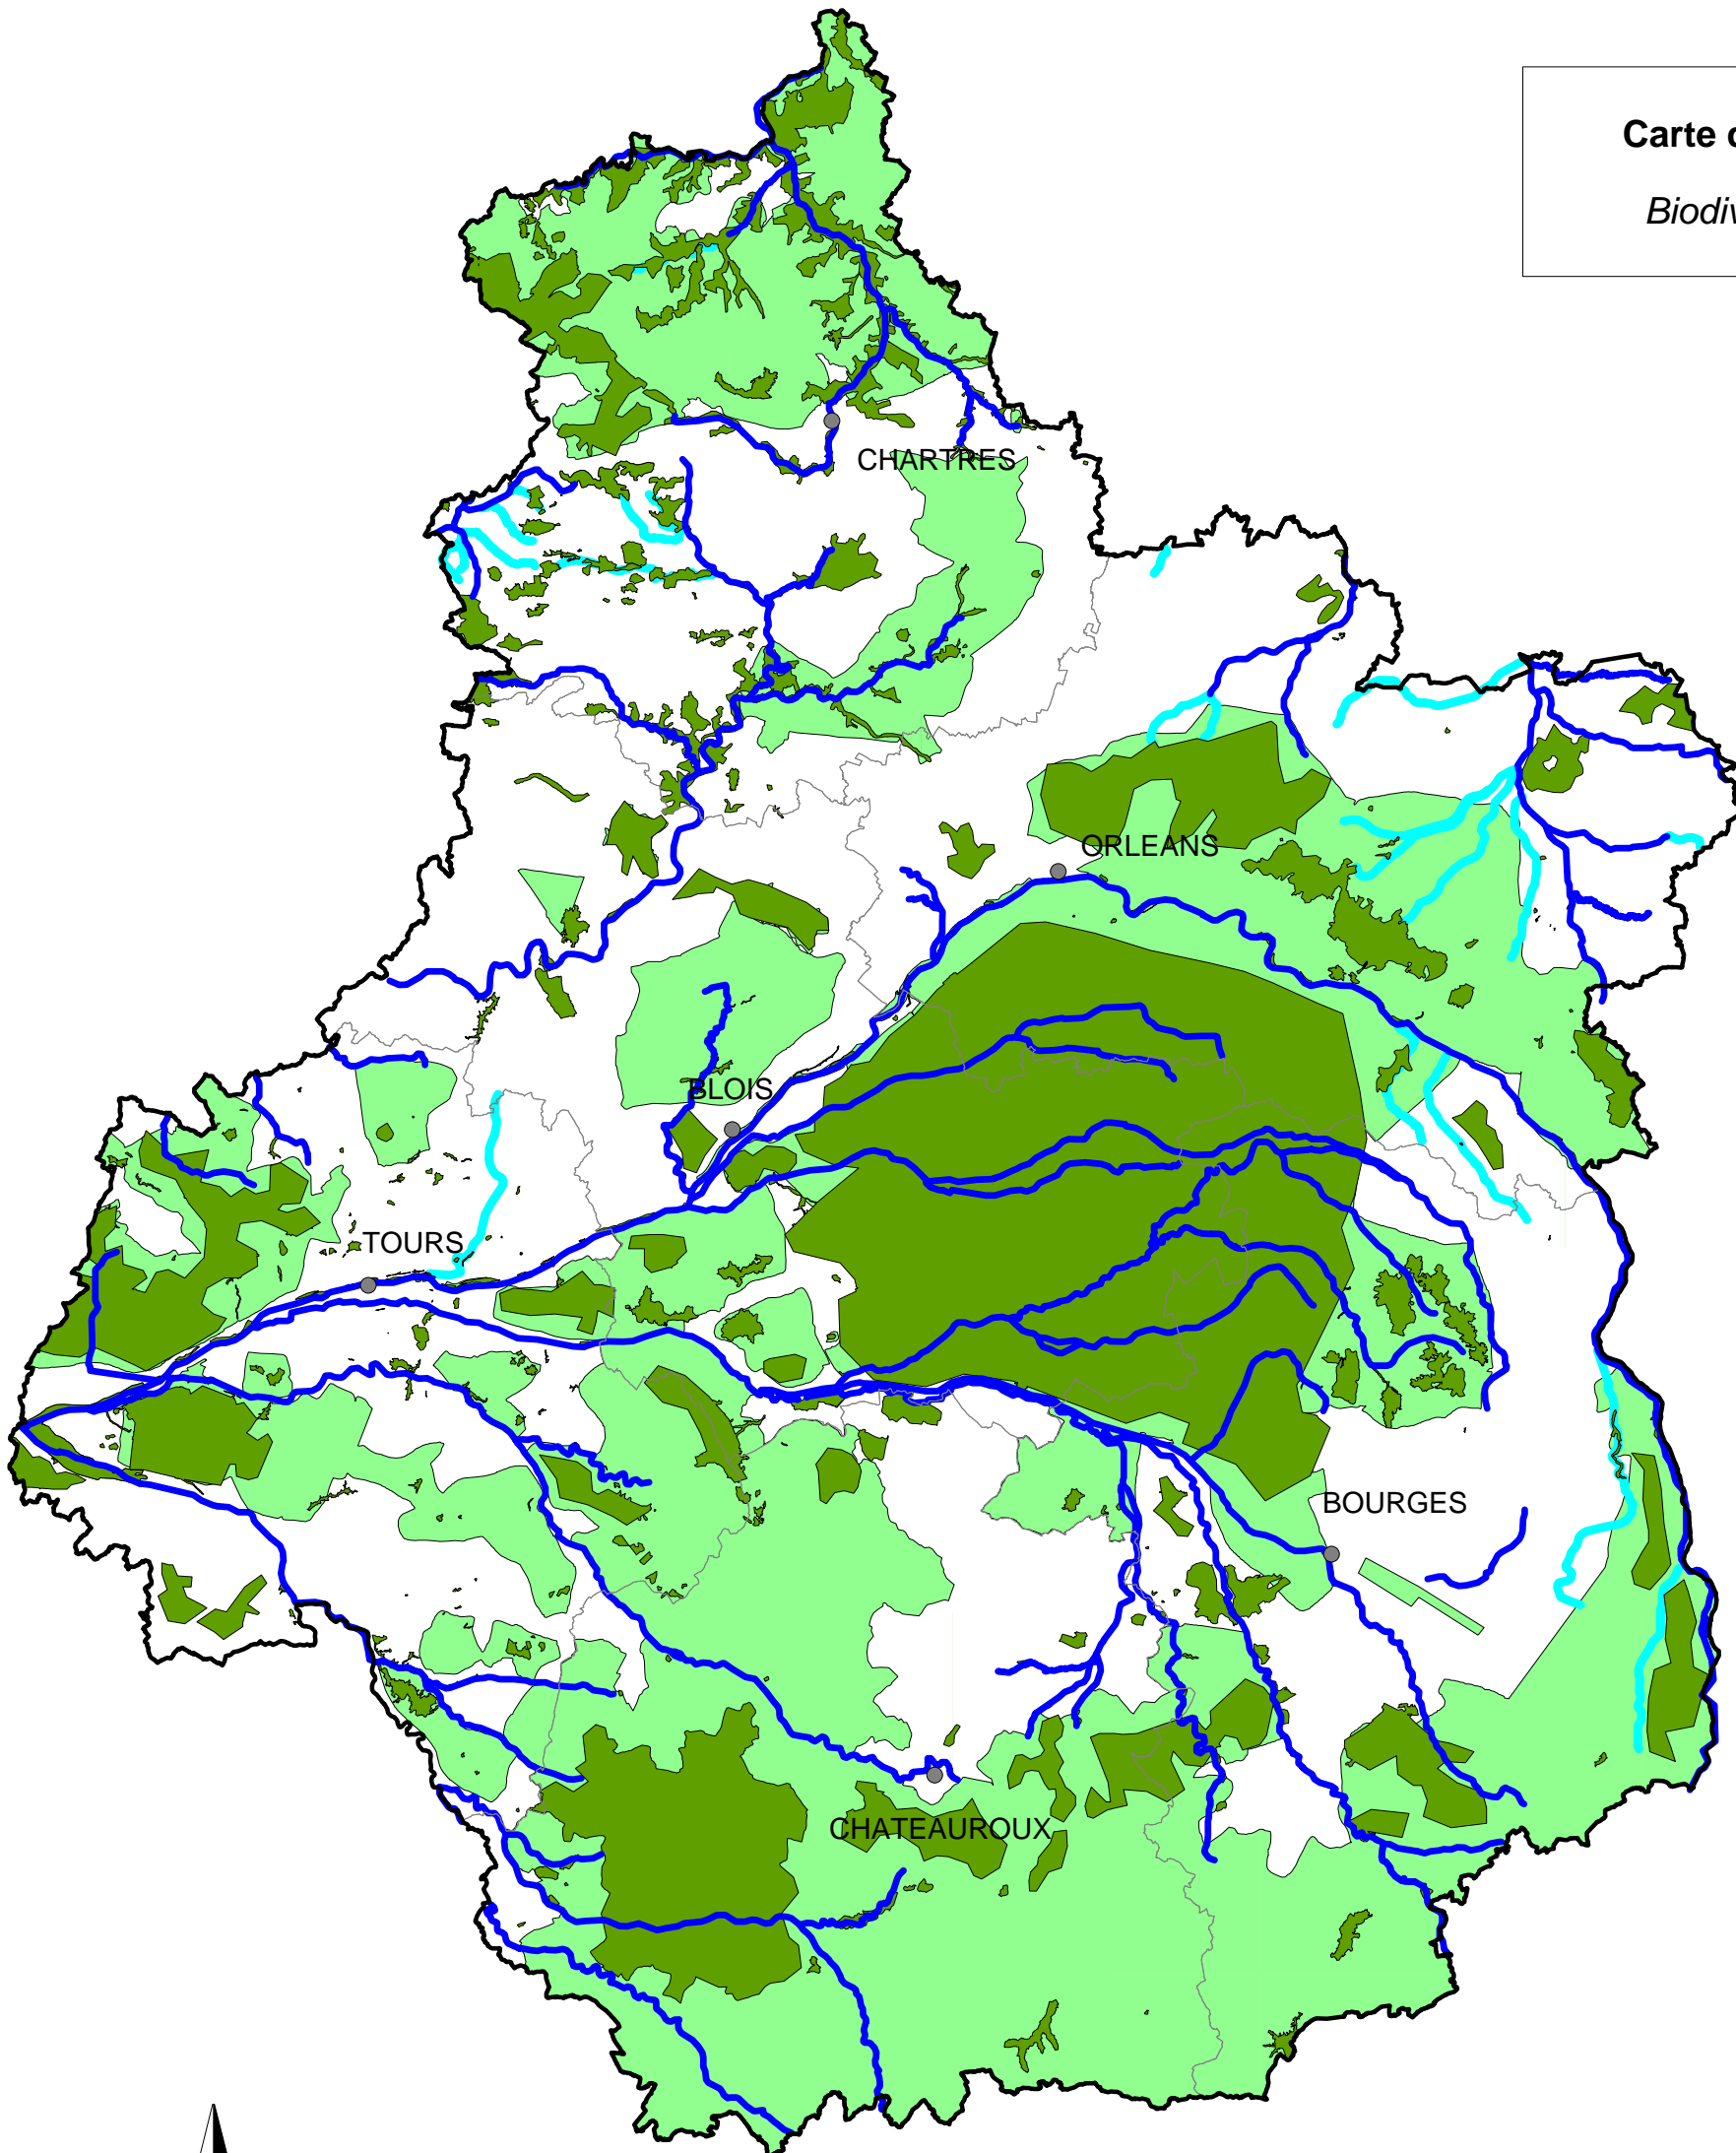 Carte d
Biodiv
CHARTRES
ORLEANS
BLOIS
TOURS
BOURGES
CHATEAUROUX